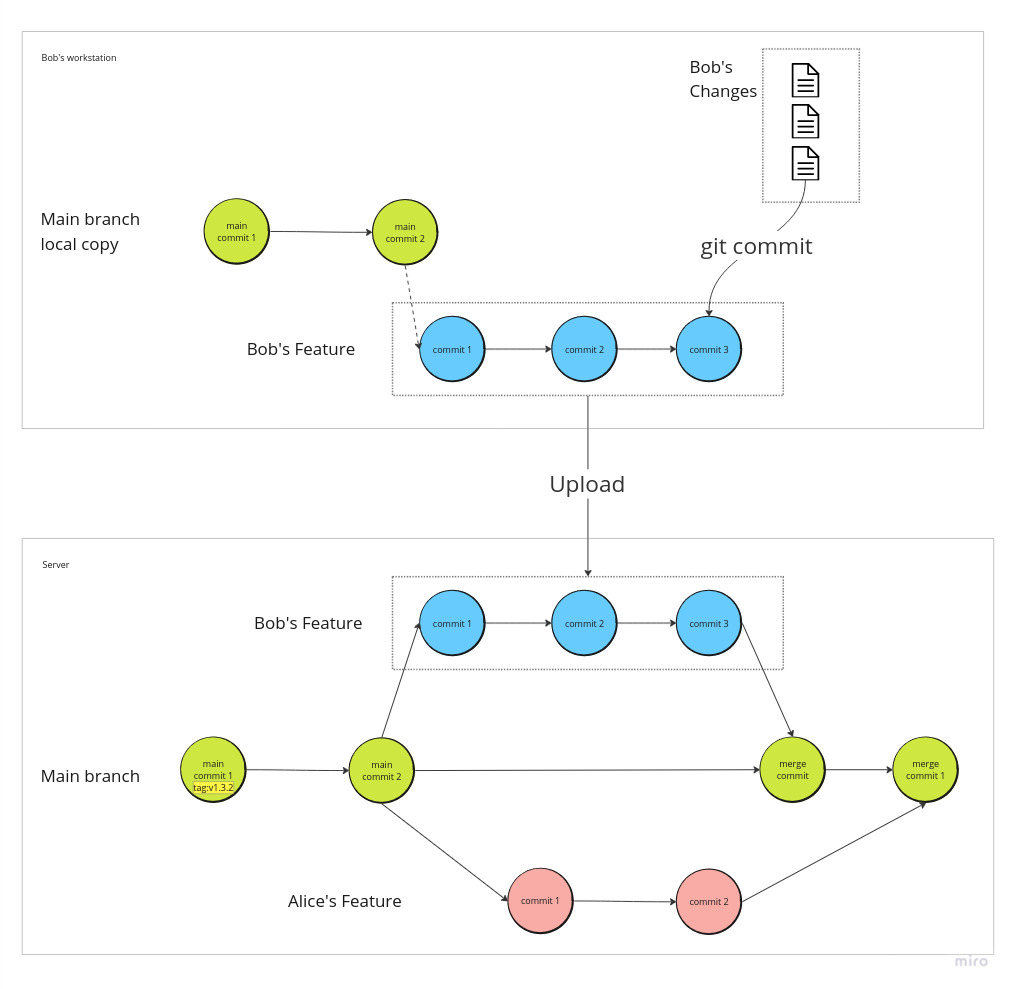 Bob's workstation
Bob's
Changes
Main branch
local copy
main
commit 1
main
commit 2
git commit
Bob's Feature
commit 1
commit 2
commit 3
Upload
Server
Bob's Feature
commit 1
commit 2
commit 3
Main branch
main
commit 1
tag:v1.3.2
main
commit 2
merge
commit
merge
commit 1
Alice's Feature
commit 1
commit 2
miro